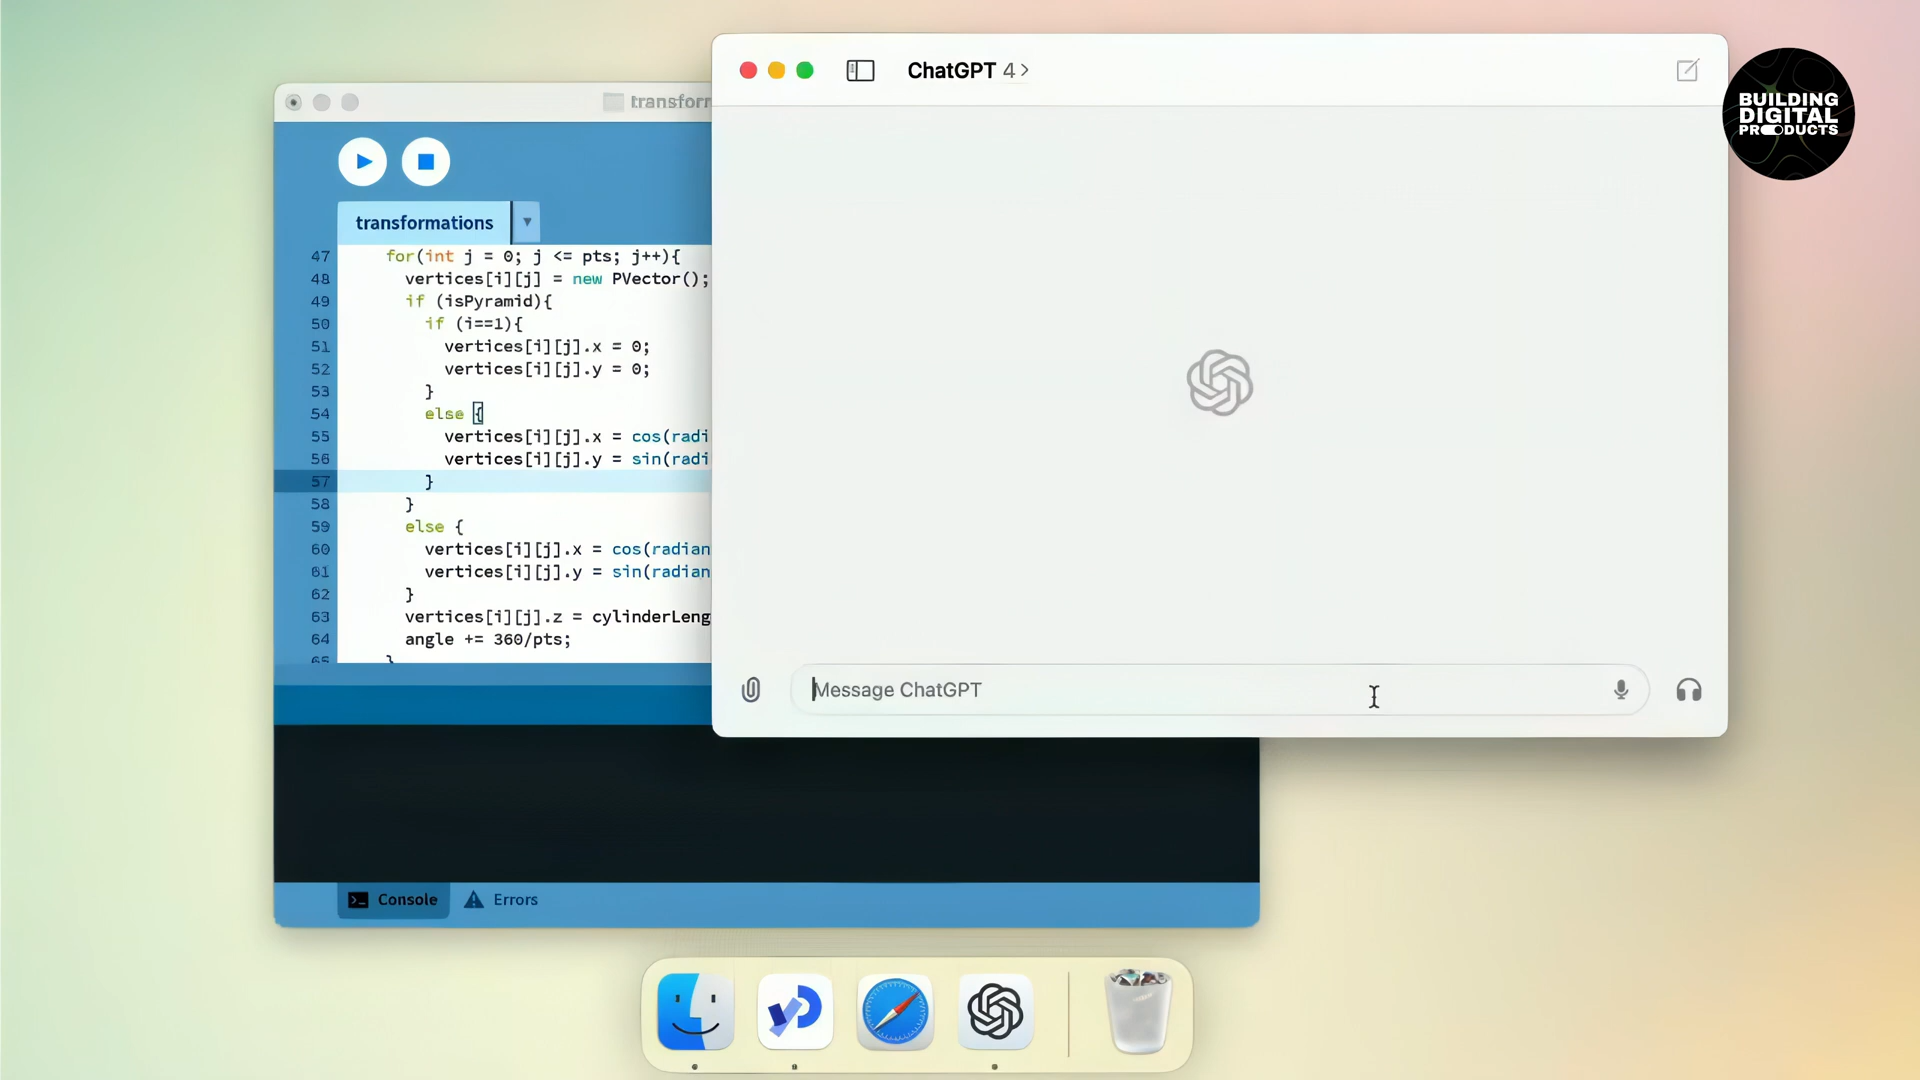 ChatGPT 4 >
BUILDING
DIGITAL
PRODUCTS
transfor
transformations
47 for(int j = 0; j <= pts; j++){
48 vertices[i][j] = new PVector();
49 if (isPyramid){
50 if (i==1){
51 vertices[i][j].x = 0;
52 vertices[i][j].y = 0;
53 }
54 else {
55 vertices[i][j].x = cos(radi
56 vertices[i][j].y = sin(radi
57 }
58 }
59 else {
60 vertices[i][j].x = cos(radian
61 vertices[i][j].y = sin(radian
62 }
63 vertices[i][j].z = cylinderLeng
64 angle += 360/pts;
65 }
Message ChatGPT
Console
Errors